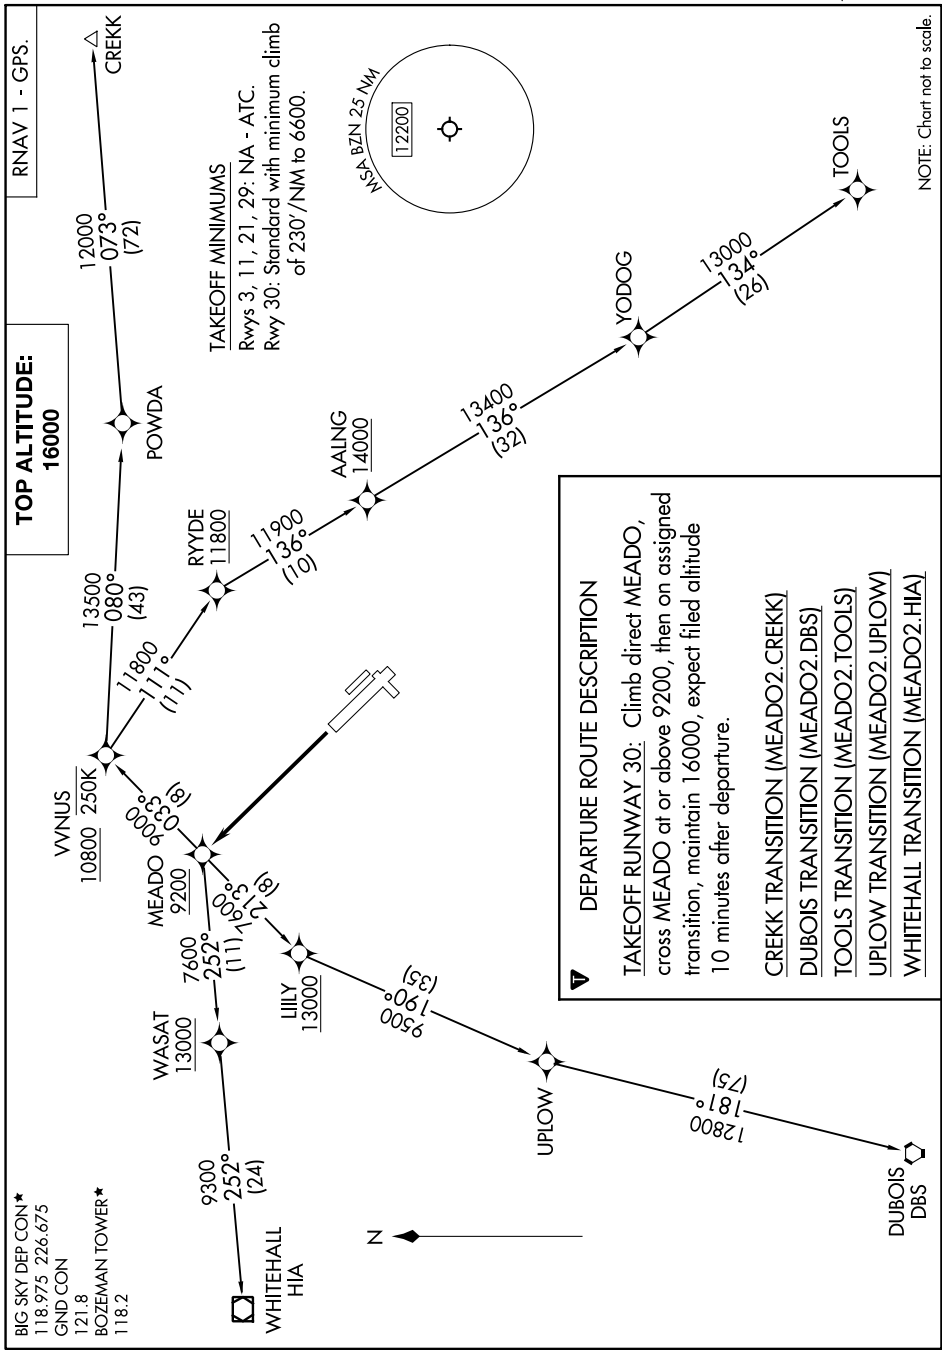 BIG SKY DEP CON★
118.975 226.675
GND CON
121.8
BOZEMAN TOWER★
118.2
TOP ALTITUDE:
16000
RNAV 1 - GPS.
VVNUS
10800 250K
13500
080°
(43)
POWDA
12000
073°
(72)
CREKK
11800
111°
(11)
RYYDE
11800
11900
136°
(10)
AALNG
14000
13400
136°
(32)
YODOG
13000
134°
(26)
TOOLS
9000
033°
(8)
MEADO
9200
7600
252°
(11)
WASAT
13000
9300
252°
(24)
WHITEHALL
HIA
7600
213°
(8)
LIILY
13000
9500
190°
(35)
UPLOW
12800
181°
(75)
DUBOIS
DBS
N
TAKEOFF MINIMUMS
Rwys 3, 11, 21, 29: NA - ATC.
Rwy 30: Standard with minimum climb
of 230'/NM to 6600.
MSA BZN 25 NM
12200
T
DEPARTURE ROUTE DESCRIPTION
TAKEOFF RUNWAY 30: Climb direct MEADO,
cross MEADO at or above 9200, then on assigned
transition, maintain 16000, expect filed altitude
10 minutes after departure.
CREKK TRANSITION (MEADO2.CREKK)
DUBOIS TRANSITION (MEADO2.DBS)
TOOLS TRANSITION (MEADO2.TOOLS)
UPLOW TRANSITION (MEADO2.UPLOW)
WHITEHALL TRANSITION (MEADO2.HIA)
NOTE: Chart not to scale.